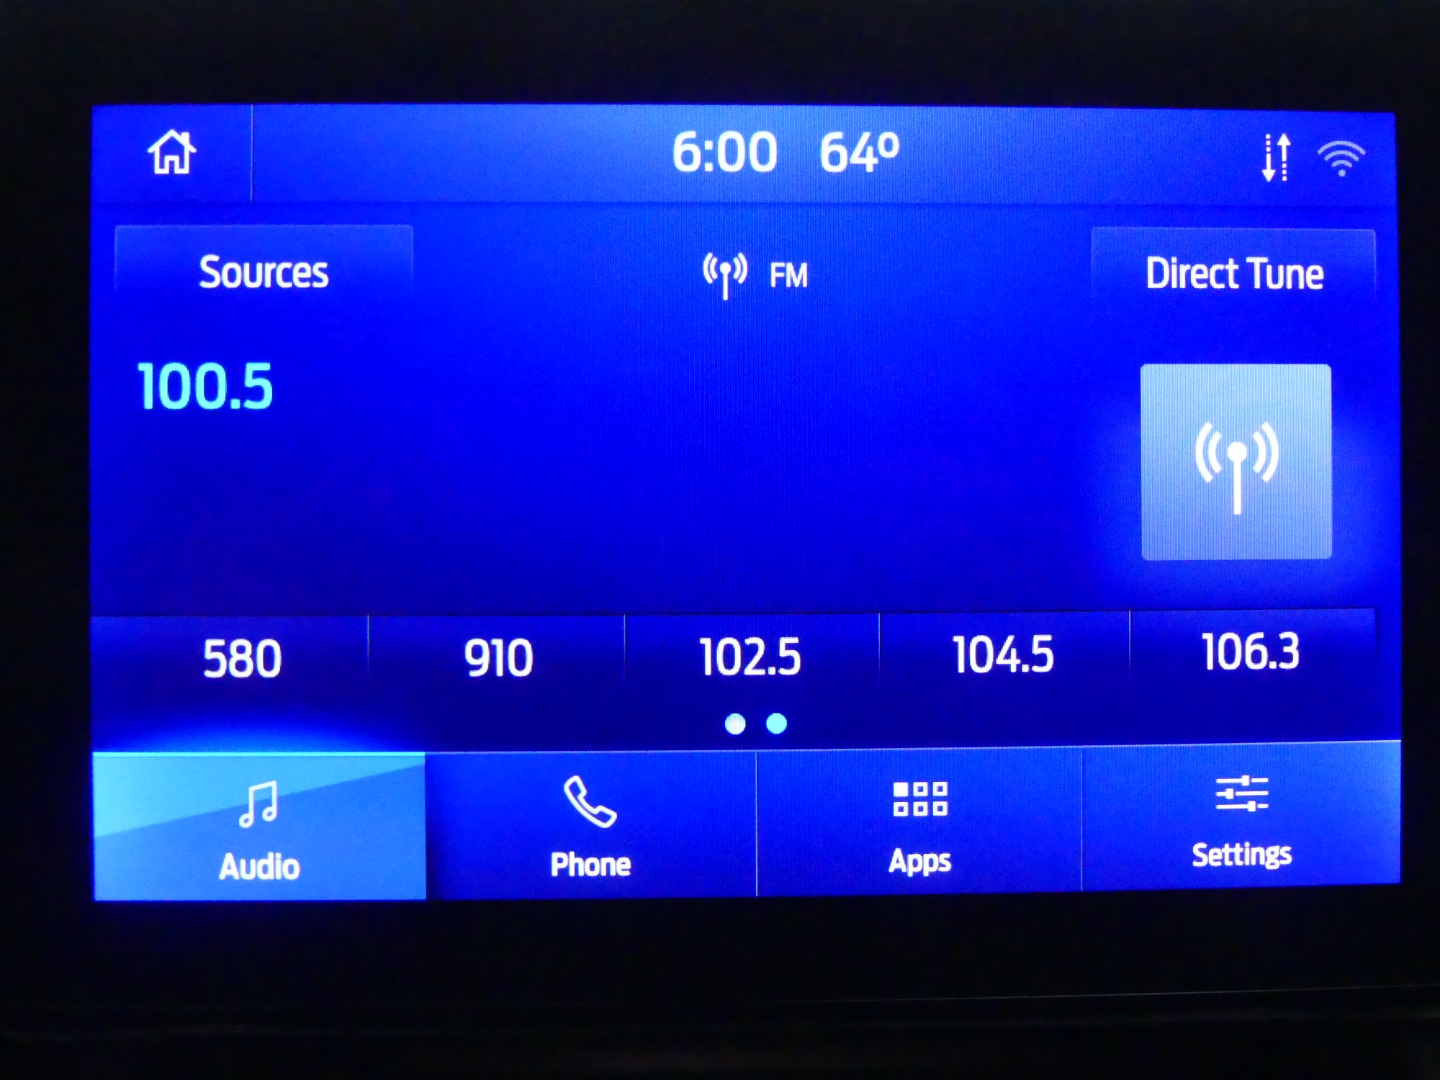 6:00 64º
Sources FM Direct Tune
100.5
580 910 102.5 104.5 106.3
Audio Phone Apps Settings